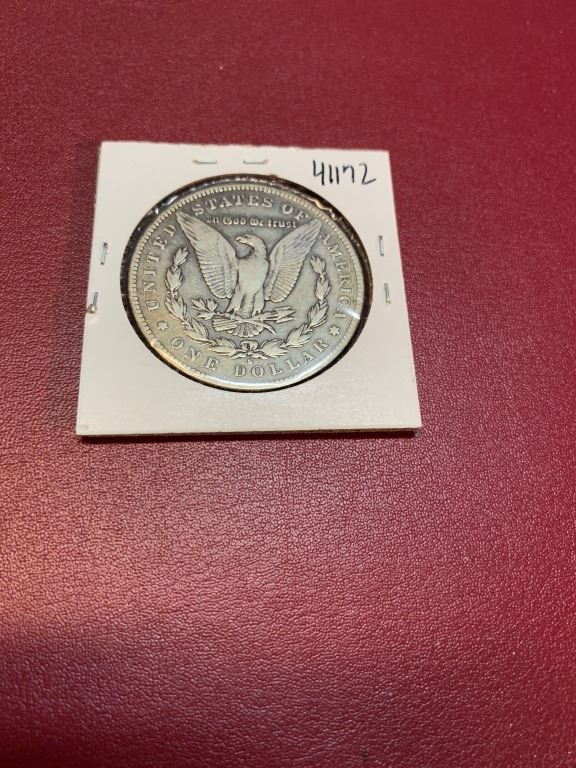 41172
UNITED STATES OF AMERICA
In God We Trust
ONE DOLLAR